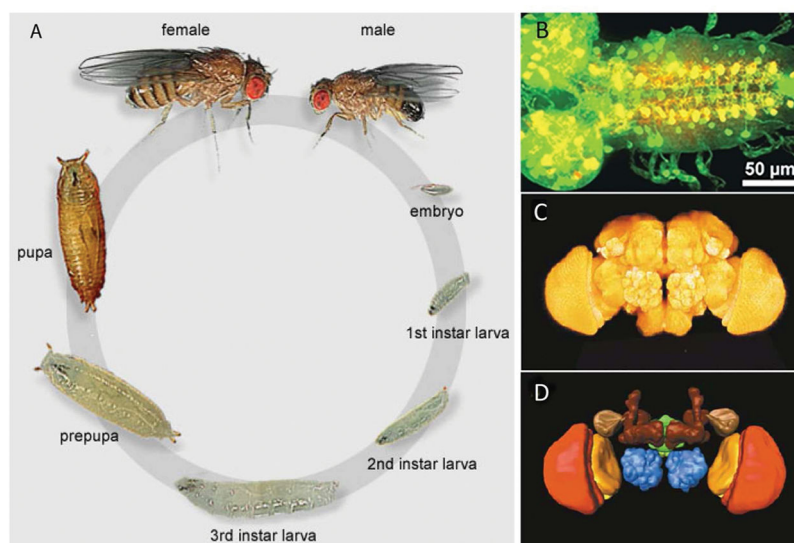 A
female
male
embryo
1st instar larva
2nd instar larva
3rd instar larva
prepupa
pupa
B
50 µm
C
D